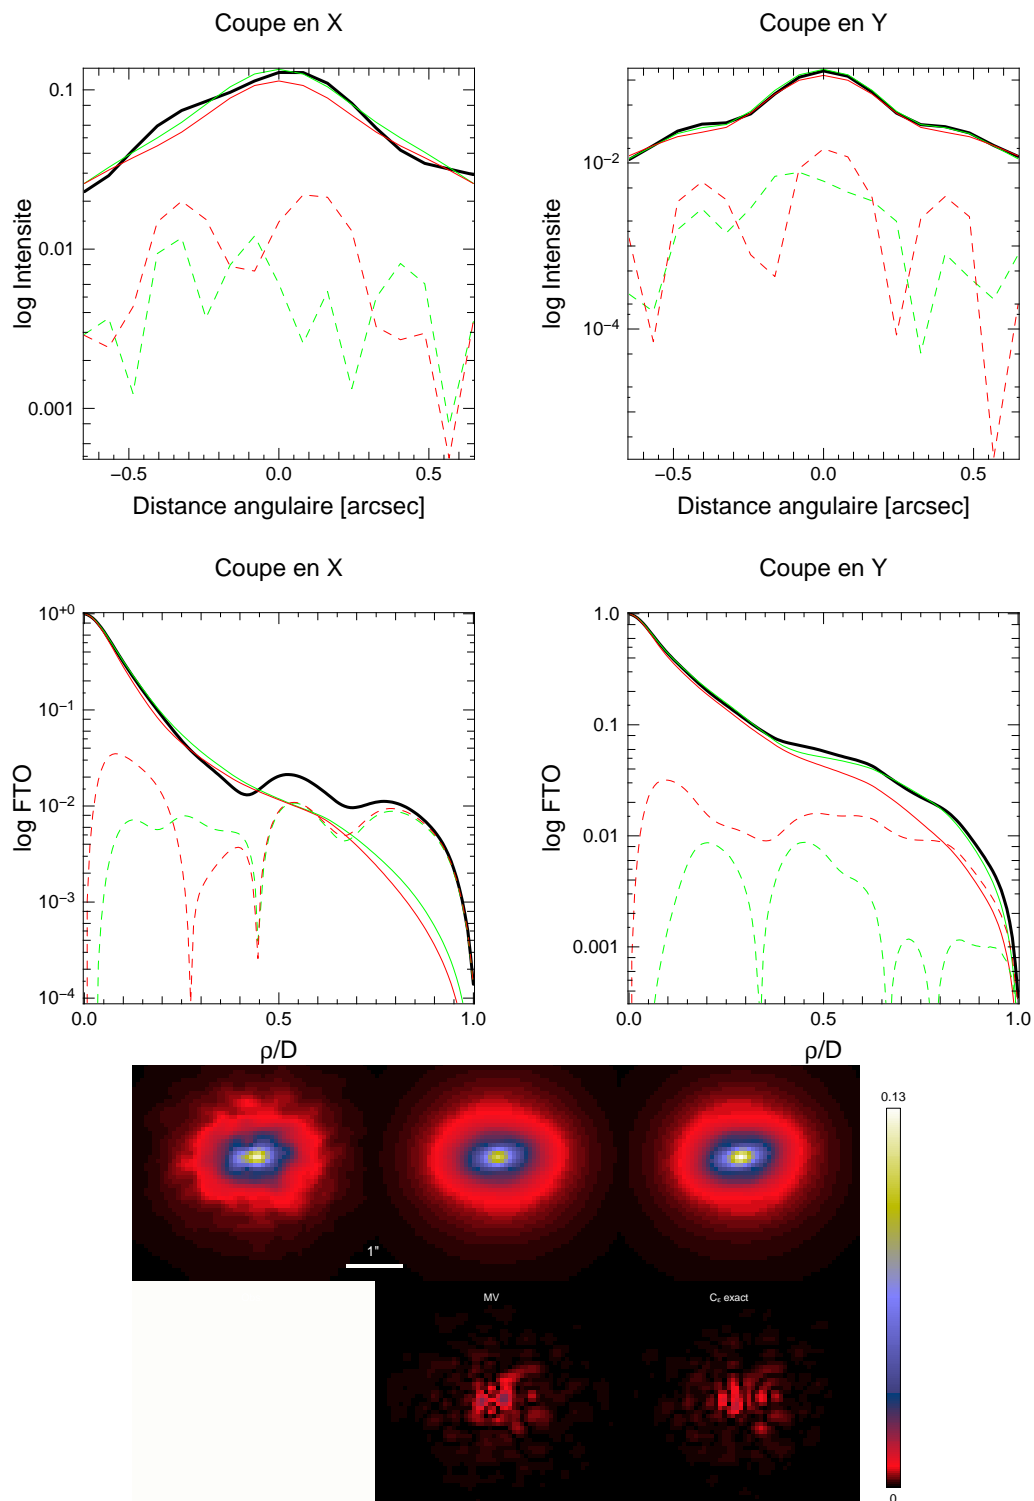 Coupe en X
Coupe en Y
log Intensite
0.1
0.01
0.001
−0.5
0.0
0.5
Distance angulaire [arcsec]
log Intensite
10−2
10−4
−0.5
0.0
0.5
Distance angulaire [arcsec]
Coupe en X
Coupe en Y
log FTO
10+0
10−1
10−2
10−3
10−4
0.0
0.5
1.0
ρ/D
log FTO
1.0
0.1
0.01
0.001
0.0
0.5
1.0
ρ/D
1"
MV
Cε exact
0.13
0